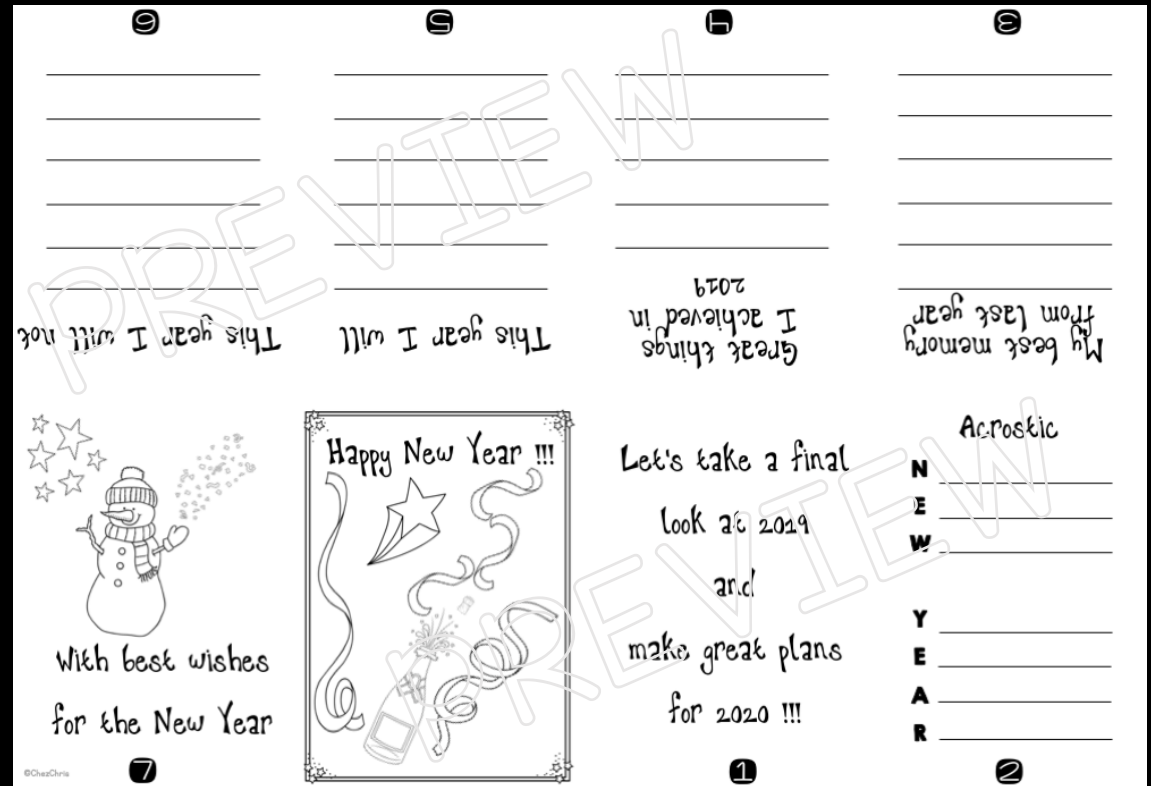 6
This year I will not
5
This year I will
4
Great things
I achieved in
2019
3
My best memory
from last year
With best wishes
for the New Year
7
©ChezChris
Happy New Year !!!
Let's take a final
look at 2019
and
make great plans
for 2020 !!!
1
Acrostic
N
E
W
Y
E
A
R
2
PREVIEW
PREVIEW